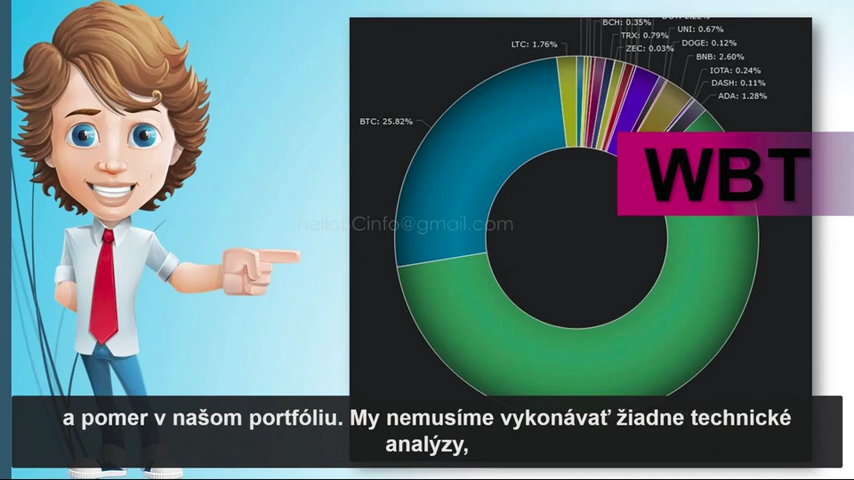 BCH: 0.35%
TRX: 0.79%
UNI: 0.67%
LTC: 1.76%
ZEC: 0.03%
DOGE: 0.12%
BNB: 2.60%
IOTA: 0.24%
DASH: 0.11%
ADA: 1.28%
BTC: 25.82%
WBT
a pomer v našom portfóliu. My nemusíme vykonávať žiadne technické
analýzy,